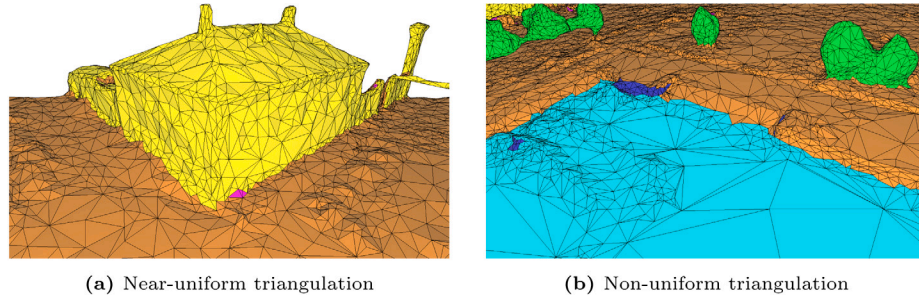 (a) Near-uniform triangulation
(b) Non-uniform triangulation